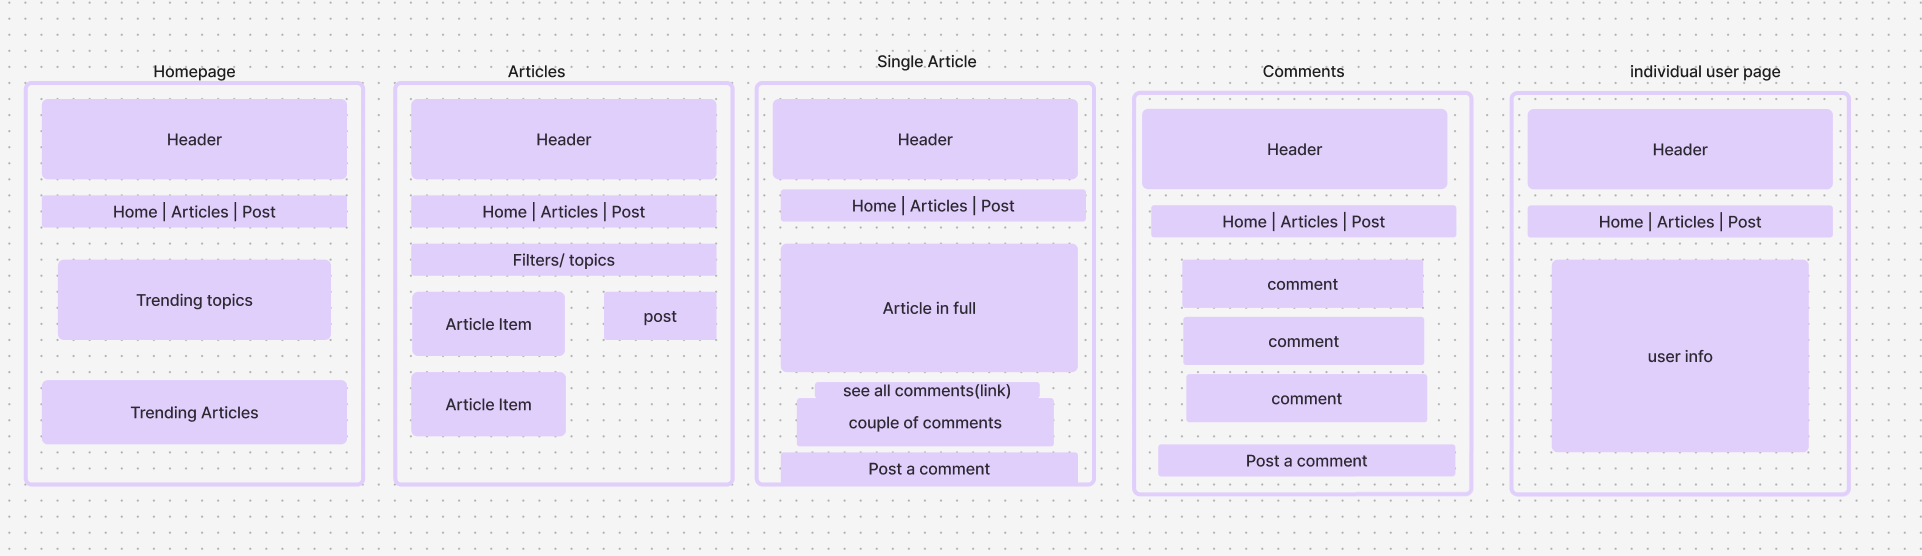 Homepage
Header
Home | Articles | Post
Trending topics
Trending Articles
Articles
Header
Home | Articles | Post
Filters/ topics
Article Item
post
Article Item
Single Article
Header
Home | Articles | Post
Article in full
see all comments(link)
couple of comments
Post a comment
Comments
Header
Home | Articles | Post
comment
comment
comment
Post a comment
individual user page
Header
Home | Articles | Post
user info